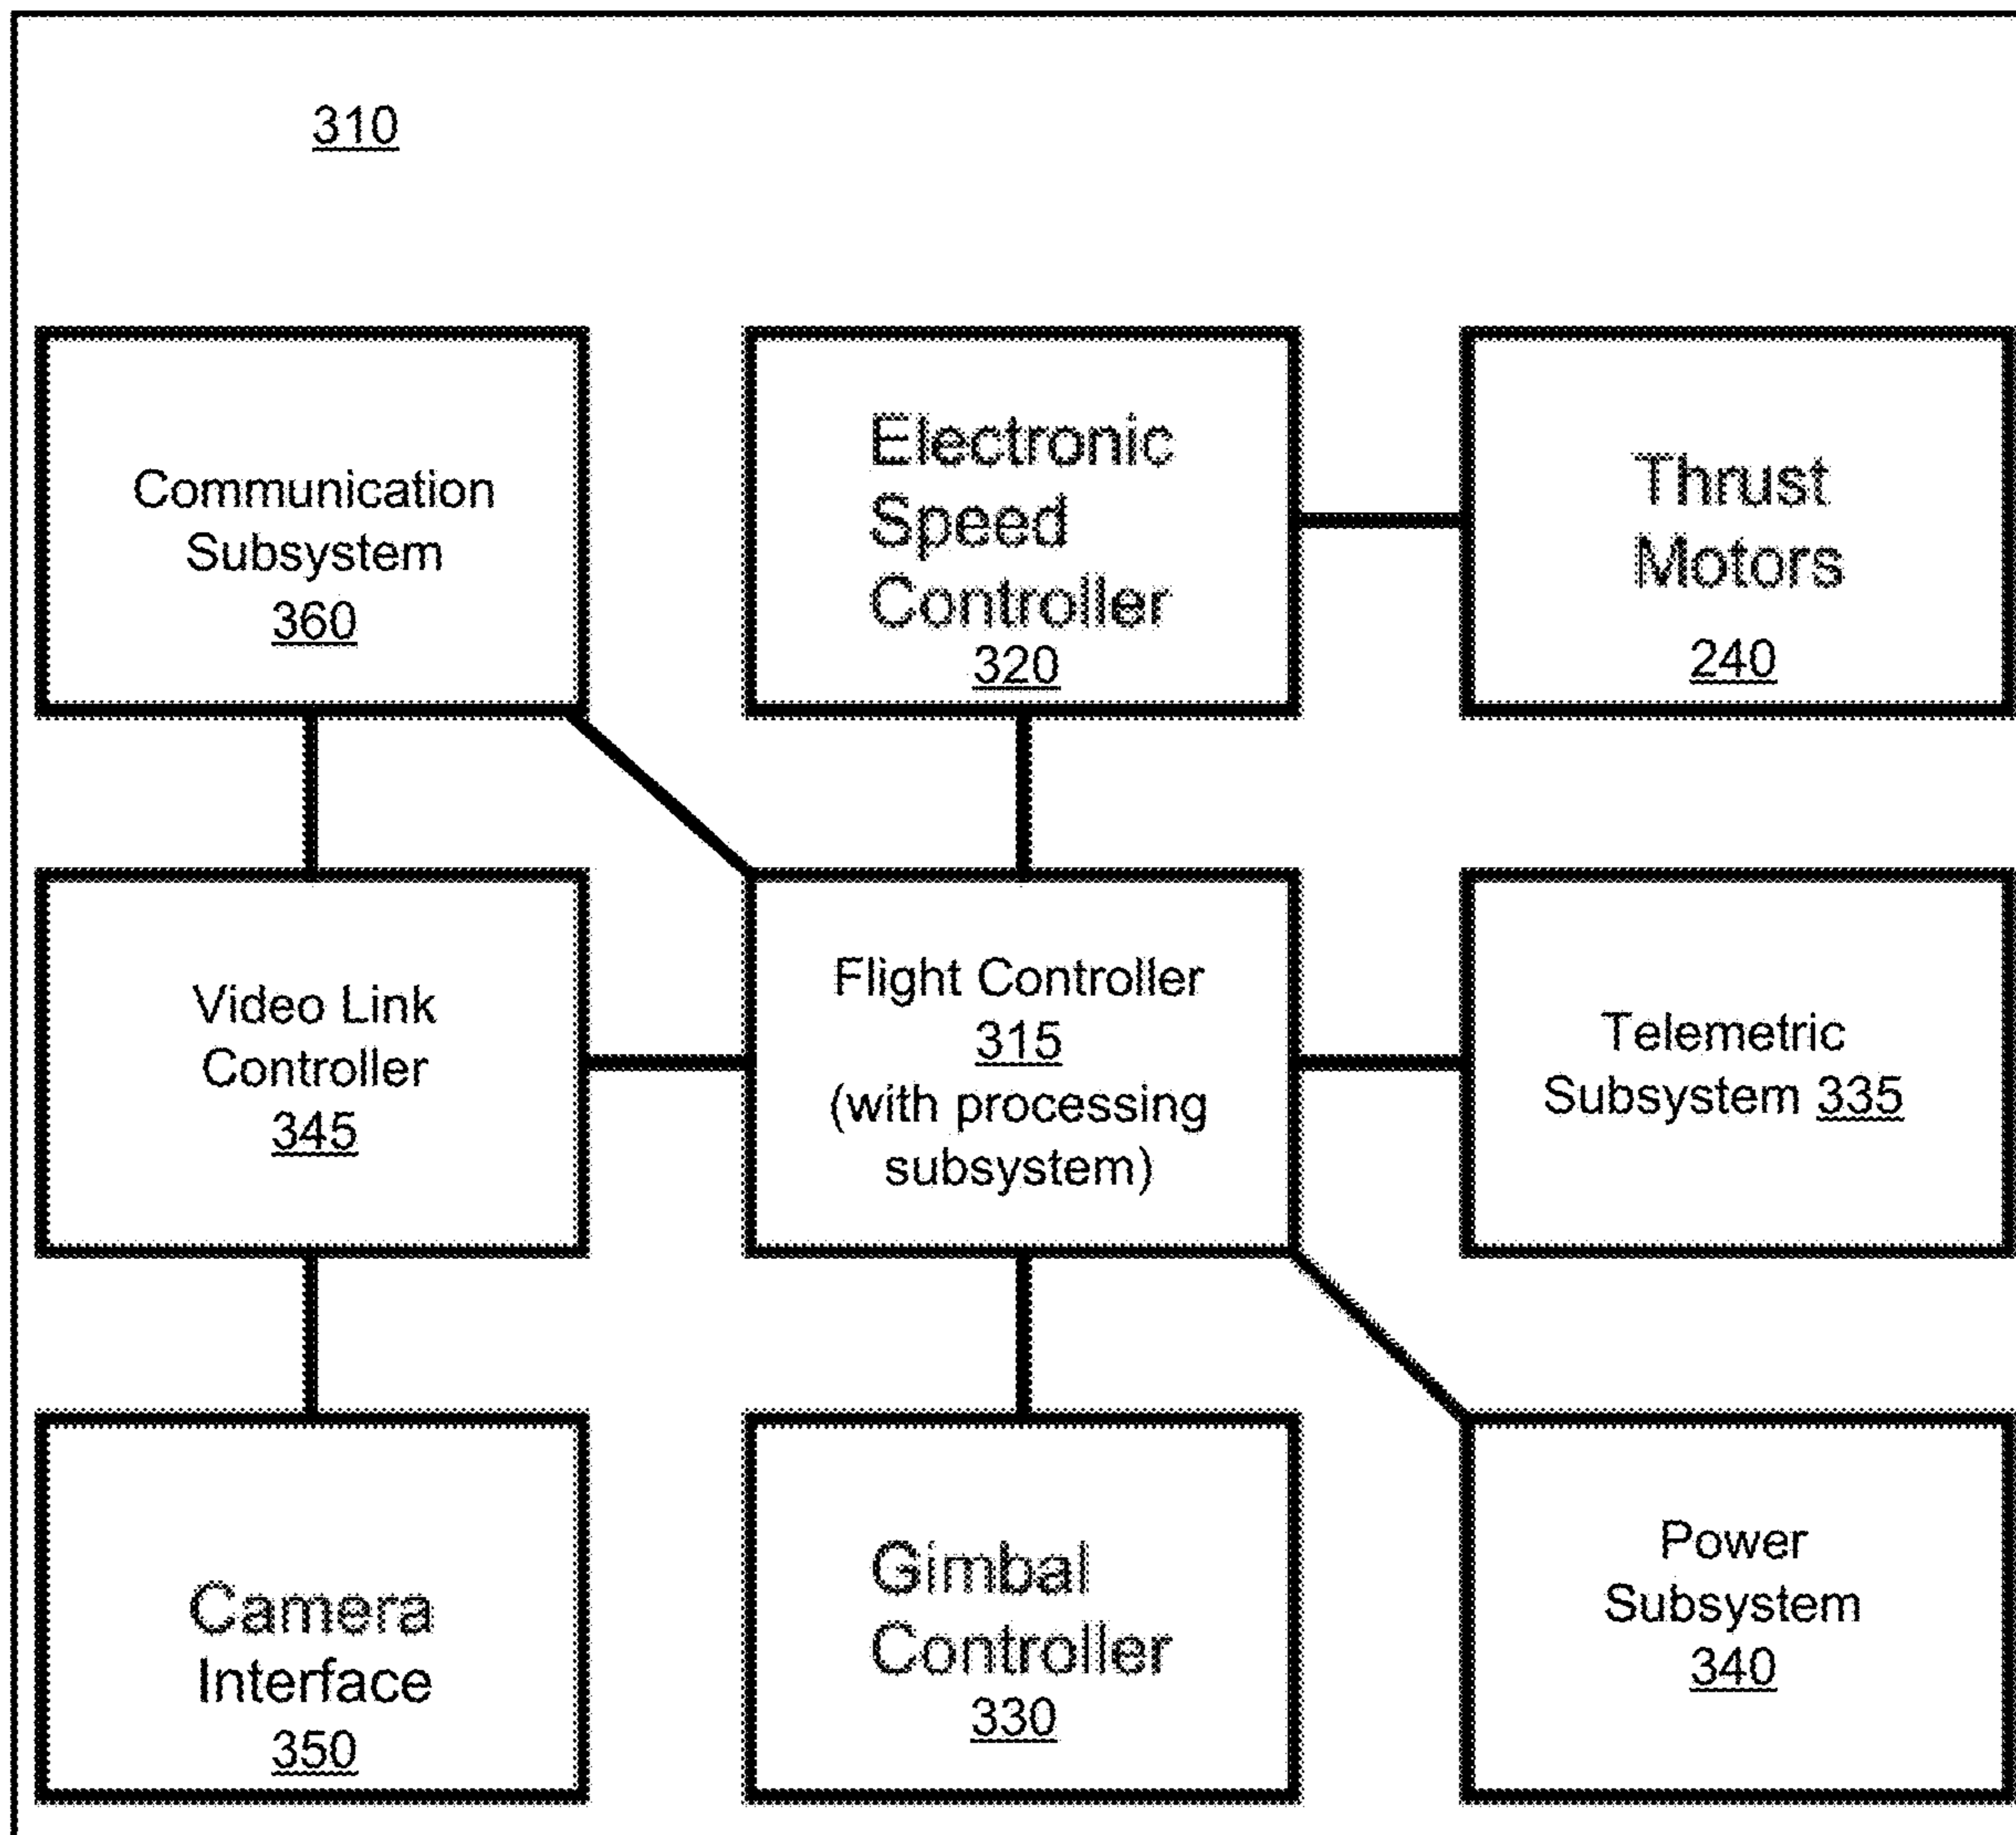 310
Communication
Subsystem
360
Electronic
Speed
Controller
320
Thrust
Motors
240
Video Link
Controller
345
Flight Controller
315
(with processing
subsystem)
Telemetric
Subsystem 335
Camera
Interface
350
Gimbal
Controller
330
Power
Subsystem
340